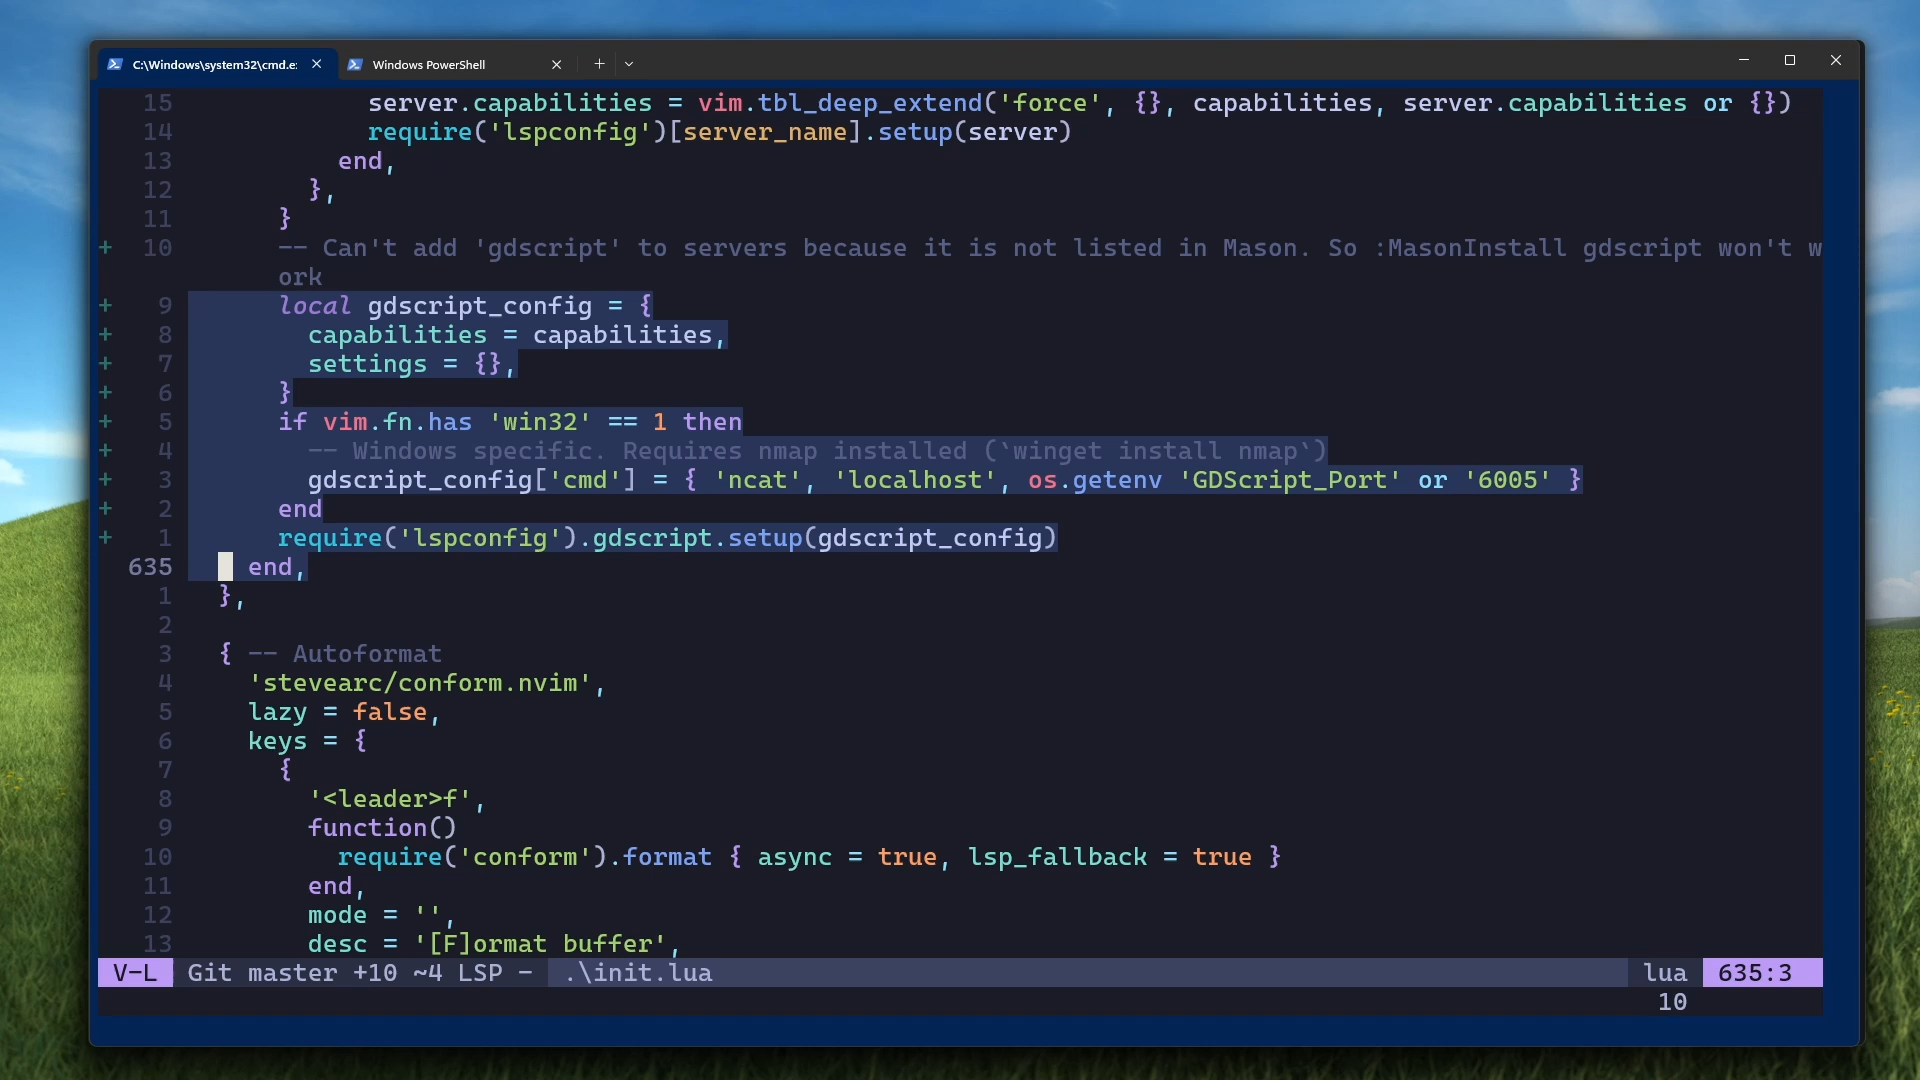 C:\Windows\system32\cmd.e:
Windows PowerShell
15 server.capabilities = vim.tbl_deep_extend('force', {}, capabilities, server.capabilities or {})
14 require('lspconfig')[server_name].setup(server)
13 end,
12 },
11 }
+ 10 -- Can't add 'gdscript' to servers because it is not listed in Mason. So :MasonInstall gdscript won't w
ork
+ 9 local gdscript_config = {
+ 8 capabilities = capabilities,
+ 7 settings = {},
+ 6 }
+ 5 if vim.fn.has 'win32' == 1 then
+ 4 -- Windows specific. Requires nmap installed (`winget install nmap`)
+ 3 gdscript_config['cmd'] = { 'ncat', 'localhost', os.getenv 'GDScript_Port' or '6005' }
+ 2 end
+ 1 require('lspconfig').gdscript.setup(gdscript_config)
635 end,
1 },
2
3 { -- Autoformat
4 'stevearc/conform.nvim',
5 lazy = false,
6 keys = {
7 {
8 '<leader>f',
9 function()
10 require('conform').format { async = true, lsp_fallback = true }
11 end,
12 mode = '',
13 desc = '[F]ormat buffer',
V-L Git master +10 ~4 LSP - .\init.lua lua 635:3
10